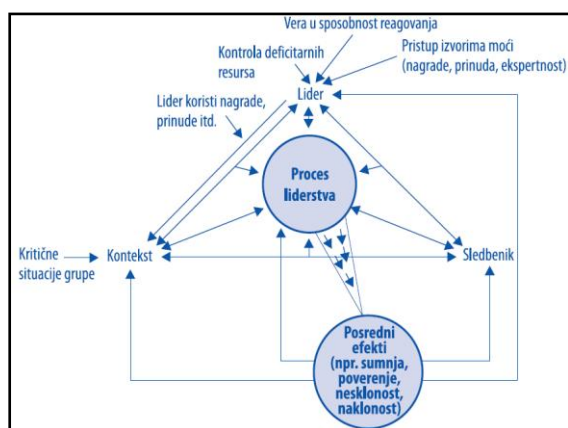 Vera u sposobnost reagovanja
Kontrola deficitarnih
resursa
Pristup izvorima moći
(nagrade, prinuda, ekspertnost)
Lider koristi nagrade,
prinude itd.
Lider
Proces
liderstva
Kritične
situacije grupe
Kontekst
Sledbenik
Posredni
efekti
(npr. sumnja,
poverenje,
nesklonost,
naklonost)